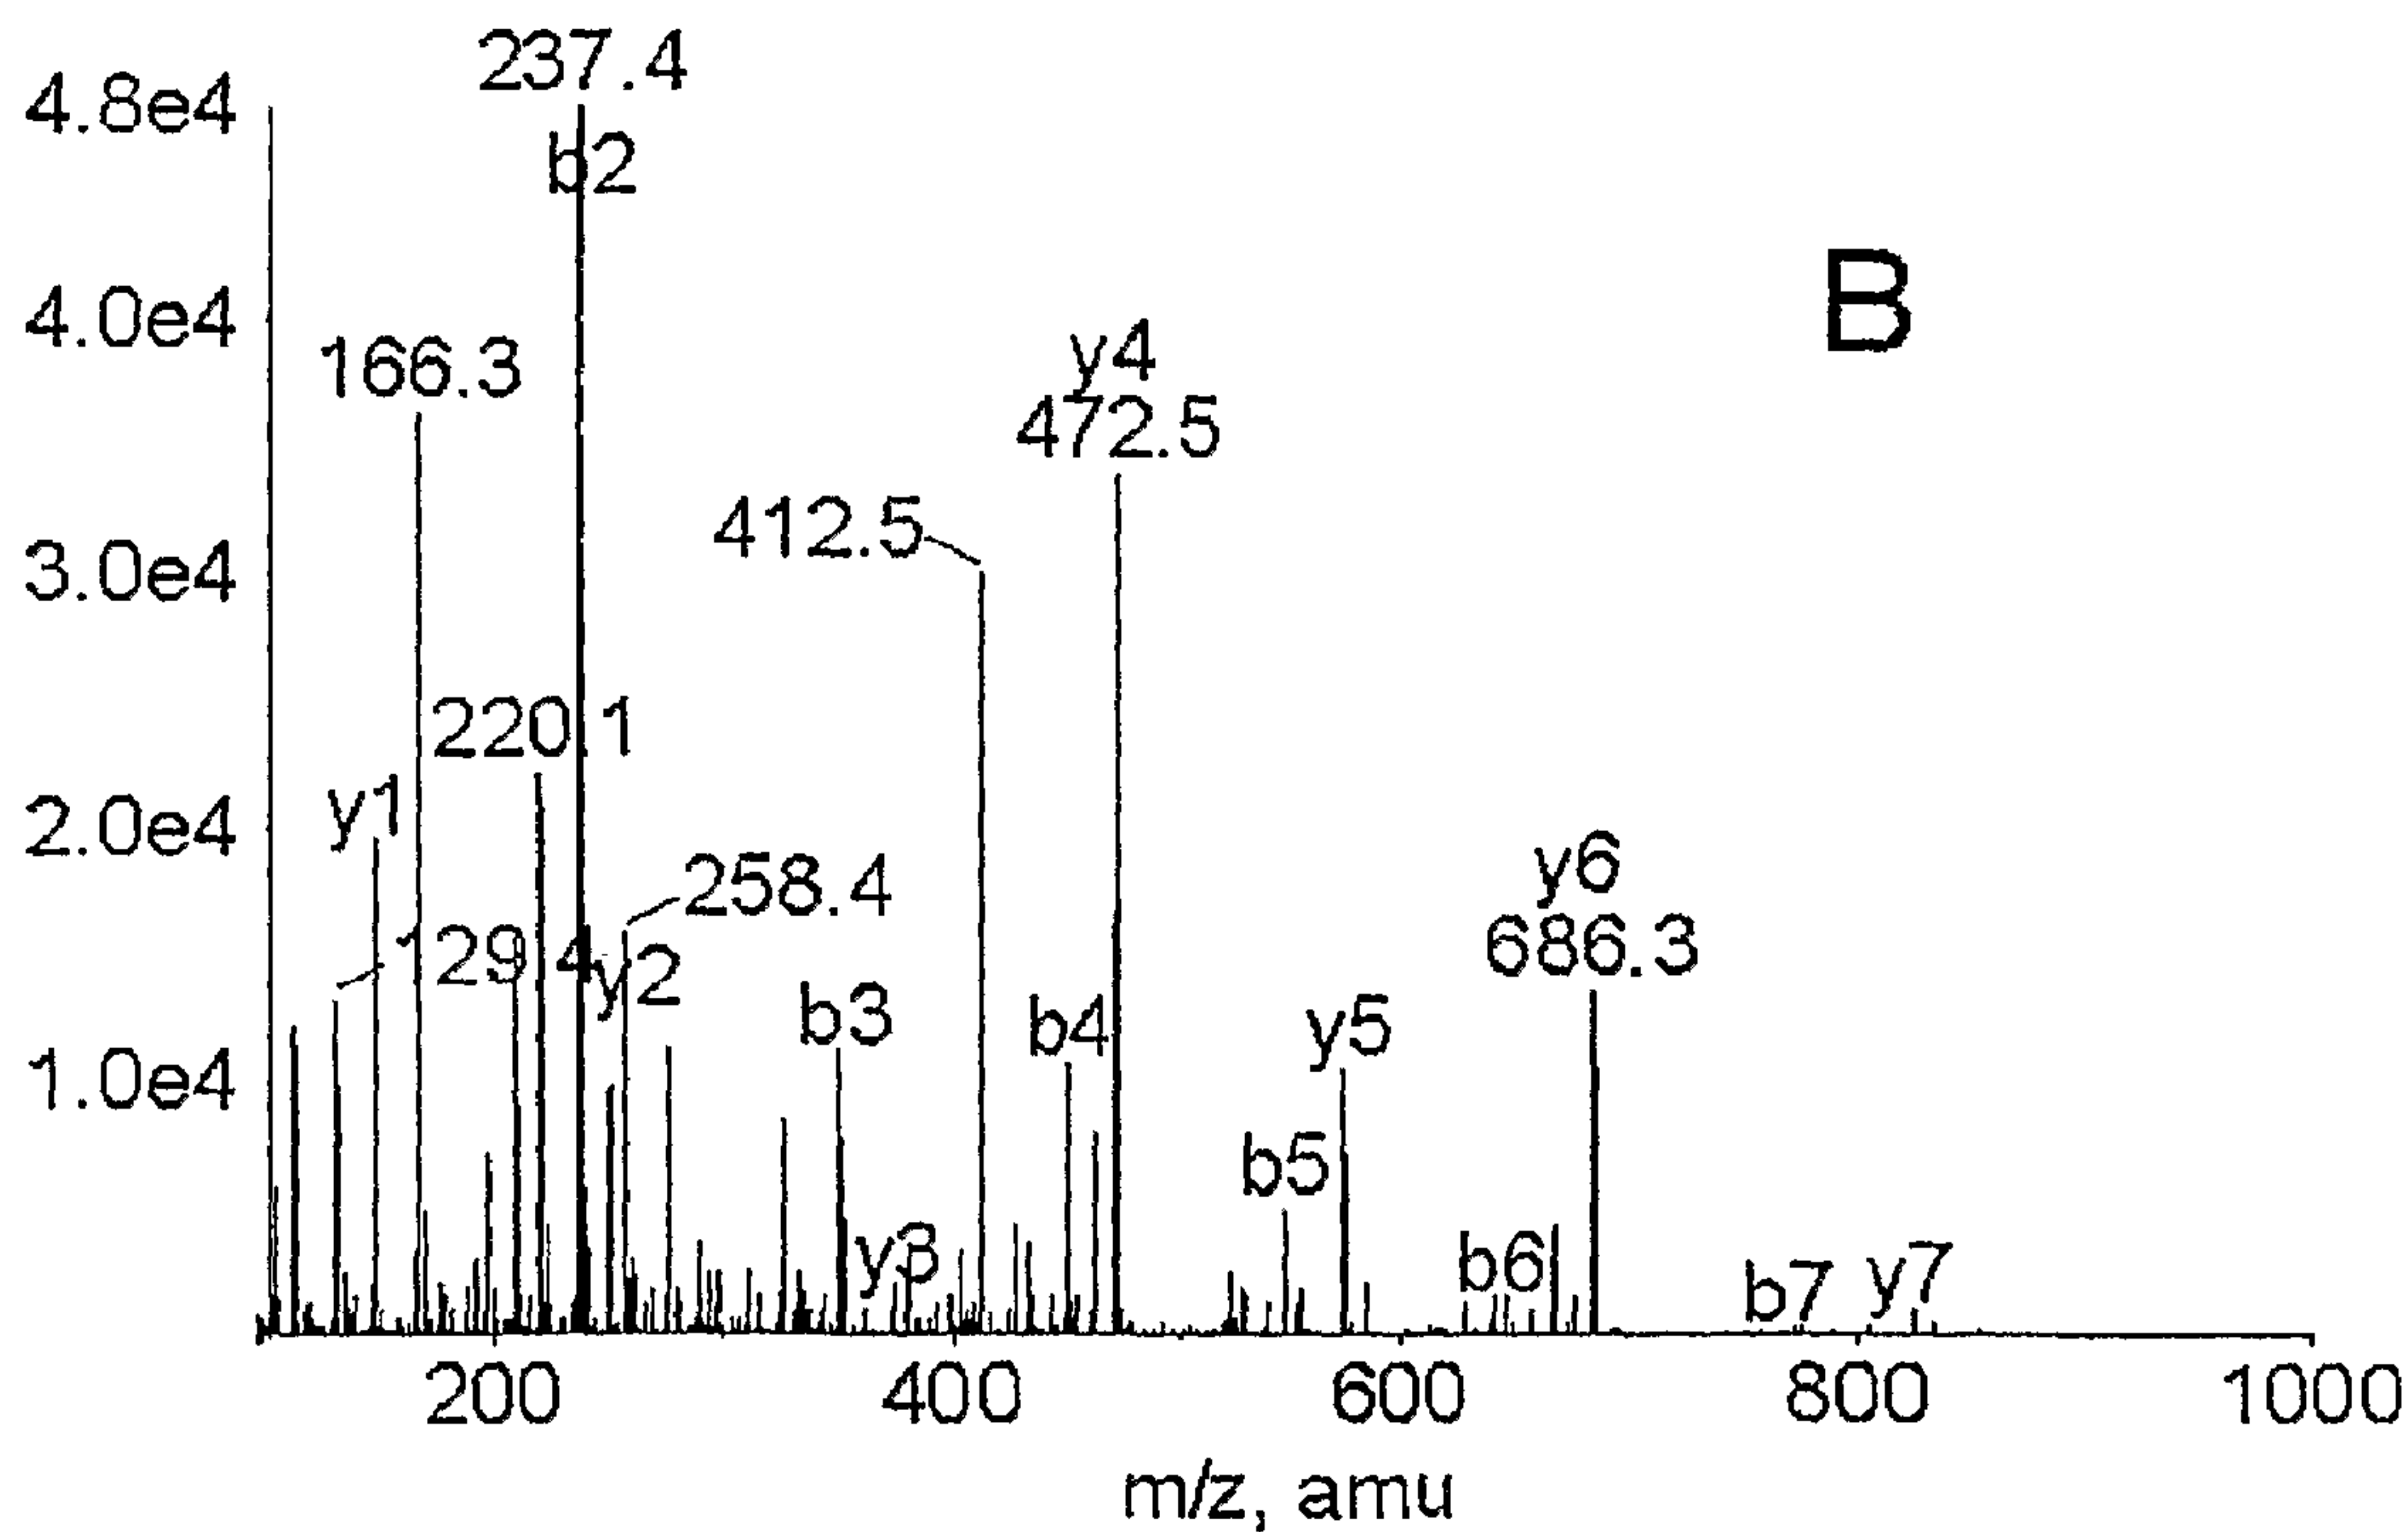 237.4
4.8e4
b2
B
4.0e4
y4
166.3
472.5
412.5
3.0e4
220.1
y1
2.0e4
y6
258.4
686.3
129.4
y2
b3
b4
y5
1.0e4
b5
y3
b6
b7
y7
200
400
600
800
1000
m/z, amu